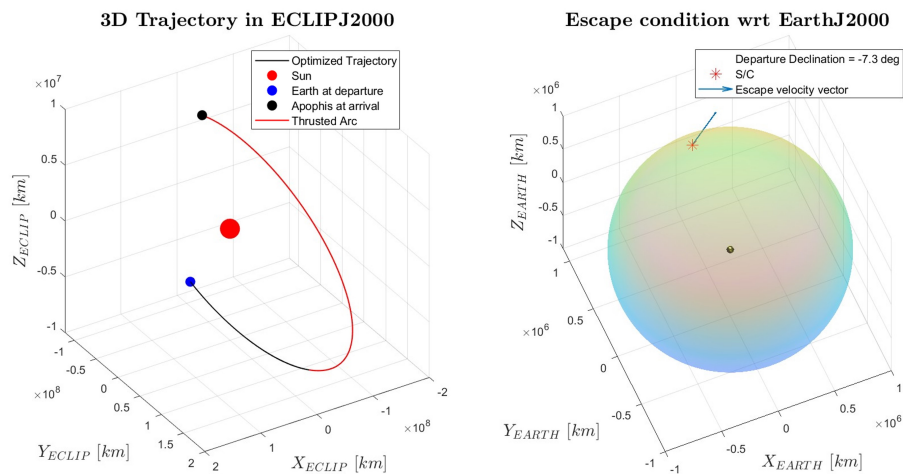 3D Trajectory in ECLIPJ2000
×10^7
1
0.5
0
-0.5
-1
Z_ECLIP [km]
Optimized Trajectory
Sun
Earth at departure
Apophis at arrival
Thrusted Arc
-1
-0.5
0
0.5
1
1.5
2
×10^8
Y_ECLIP [km]
2
1
0
-1
-2
×10^8
X_ECLIP [km]
Escape condition wrt EarthJ2000
×10^6
1
0.5
0
-0.5
-1
Z_EARTH [km]
Departure Declination = -7.3 deg
S/C
Escape velocity vector
1
0.5
0
-0.5
-1
×10^6
Y_EARTH [km]
-1
-0.5
0
0.5
1
×10^6
X_EARTH [km]